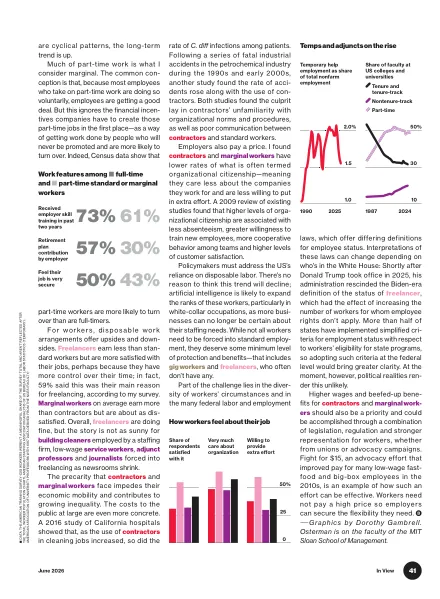 are cyclical patterns, the long-term
trend is up.
Much of part-time work is what I
consider marginal. The common con-
ception is that, because most employees
who take on part-time work are doing so
voluntarily, employees are getting a good
deal. But this ignores the financial incen-
tives companies have to create those
part-time jobs in the first place—as a way
of getting work done by people who will
never be promoted and are more likely to
turn over. Indeed, Census data show that
Work features among full-time
and part-time standard or marginal
workers
Received
employer skill
training in past
two years
73% 61%
Retirement
plan
contribution
by employer
57% 30%
Feel their
job is very
secure
50% 43%
part-time workers are more likely to turn
over than are full-timers.
For workers, disposable work
arrangements offer upsides and down-
sides. Freelancers earn less than stan-
dard workers but are more satisfied with
their jobs, perhaps because they have
more control over their time; in fact,
59% said this was their main reason
for freelancing, according to my survey.
Marginal workers on average earn more
than contractors but are about as dis-
satisfied. Overall, freelancers are doing
fine, but the story is not as sunny for
building cleaners employed by a staffing
firm, low-wage service workers, adjunct
professors and journalists forced into
freelancing as newsrooms shrink.
The precarity that contractors and
marginal workers face impedes their
economic mobility and contributes to
growing inequality. The costs to the
public at large are even more concrete.
A 2016 study of California hospitals
showed that, as the use of contractors
in cleaning jobs increased, so did the
rate of C. diff infections among patients.
Following a series of fatal industrial
accidents in the petrochemical industry
during the 1990s and early 2000s,
another study found the rate of acci-
dents rose along with the use of con-
tractors. Both studies found the culprit
lay in contractors' unfamiliarity with
organizational norms and procedures,
as well as poor communication between
contractors and standard workers.
Employers also pay a price. I found
contractors and marginal workers have
lower rates of what is often termed
organizational citizenship—meaning
they care less about the companies
they work for and are less willing to put
in extra effort. A 2009 review of existing
studies found that higher levels of orga-
nizational citizenship are associated with
less absenteeism, greater willingness to
train new employees, more cooperative
behavior among teams and higher levels
of customer satisfaction.
Policymakers must address the US's
reliance on disposable labor. There's no
reason to think this trend will decline;
artificial intelligence is likely to expand
the ranks of these workers, particularly in
white-collar occupations, as more busi-
nesses can no longer be certain about
their staffing needs. While not all workers
need to be forced into standard employ-
ment, they deserve some minimum level
of protection and benefits—that includes
gig workers and freelancers, who often
don't have any.
Part of the challenge lies in the diver-
sity of workers' circumstances and in
the many federal labor and employment
How workers feel about their job
Share of
respondents
satisfied
with it
Very much
care about
organization
Willing to
provide
extra effort
50%
25
0
Temps and adjuncts on the rise
Temporary help
employment as share
of total nonfarm
employment
2.0%
1.5
1.0
1990 2025
Share of faculty at
US colleges and
universities
Tenure and
tenure-track
Nontenure-track
Part-time
50%
30
10
1987 2024
laws, which offer differing definitions
for employee status. Interpretations of
these laws can change depending on
who's in the White House: Shortly after
Donald Trump took office in 2025, his
administration rescinded the Biden-era
definition of the status of freelancer,
which had the effect of increasing the
number of workers for whom employee
rights don't apply. More than half of
states have implemented simplified crite-
ria for employment status with respect
to workers' eligibility for state programs,
so adopting such criteria at the federal
level would bring greater clarity. At the
moment, however, political realities ren-
der this unlikely.
Higher wages and beefed-up bene-
fits for contractors and marginal work-
ers should also be a priority and could
be accomplished through a combination
of legislation, regulation and stronger
representation for workers, whether
from unions or advocacy campaigns.
Fight for $15, an advocacy effort that
improved pay for many low-wage fast-
food and big-box employees in the
2010s, is an example of how such an
effort can be effective. Workers need
not pay a high price so employers can
secure the flexibility they need.
—Graphics by Dorothy Gambrell.
Osterman is on the faculty of the MIT
Sloan School of Management.
June 2026
In View
41